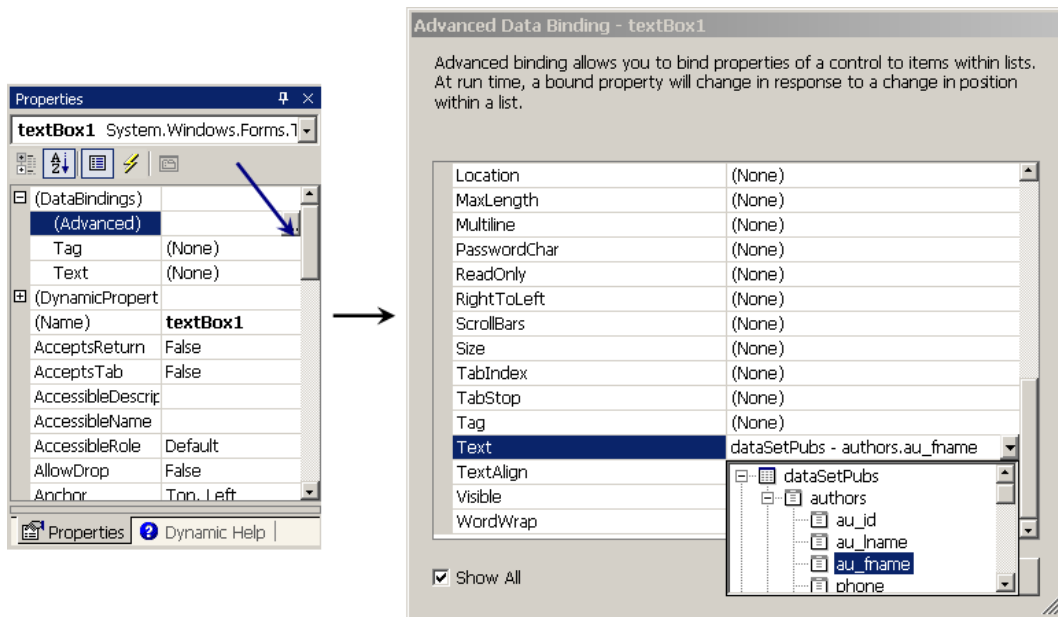 Properties
textBox1 System.Windows.Forms.T
(DataBindings)
(Advanced)
Tag (None)
Text (None)
(DynamicPropert
(Name) textBox1
AcceptsReturn False
AcceptsTab False
AccessibleDescrip
AccessibleName
AccessibleRole Default
AllowDrop False
Anchor Top, Left
Properties Dynamic Help
Advanced Data Binding - textBox1
Advanced binding allows you to bind properties of a control to items within lists.
At run time, a bound property will change in response to a change in position
within a list.
Location (None)
MaxLength (None)
Multiline (None)
PasswordChar (None)
ReadOnly (None)
RightToLeft (None)
ScrollBars (None)
Size (None)
TabIndex (None)
TabStop (None)
Tag (None)
Text dataSetPubs - authors.au_fname
TextAlign
Visible
WordWrap
dataSetPubs
authors
au_id
au_lname
au_fname
phone
Show All